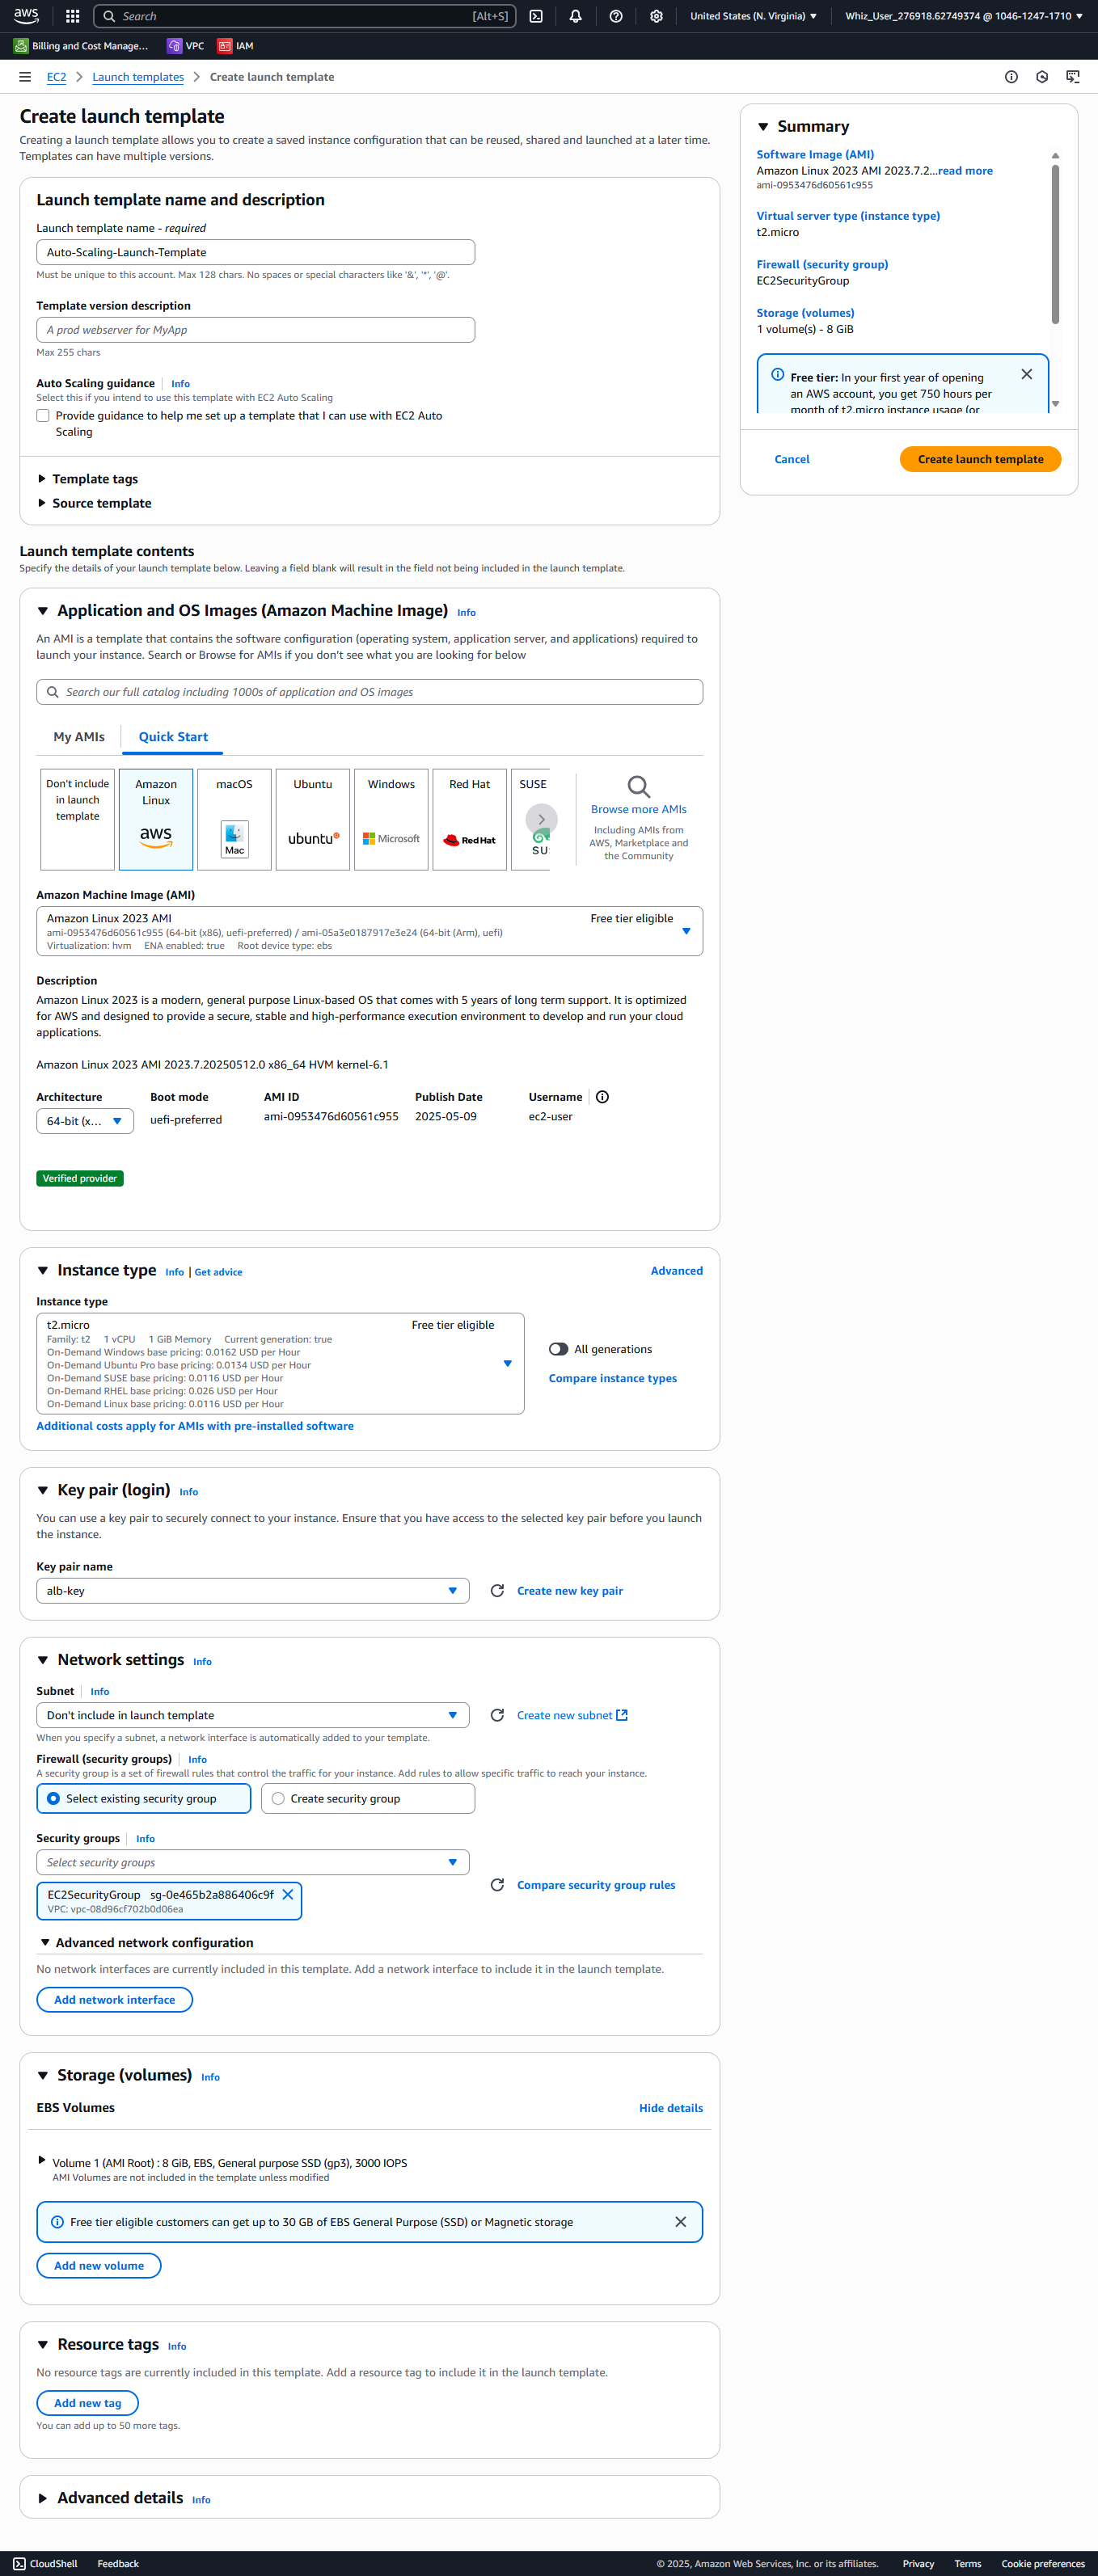 aws
Search
[Alt+S]
United States (N. Virginia)
Whiz_User_276918.62749374 @ 1046-1247-1710
Billing and Cost Manage...
VPC
IAM
EC2
Launch templates
Create launch template
Create launch template
Creating a launch template allows you to create a saved instance configuration that can be reused, shared and launched at a later time.
Templates can have multiple versions.
Launch template name and description
Launch template name - required
Auto-Scaling-Launch-Template
Must be unique to this account. Max 128 chars. No spaces or special characters like '&', '*', '@'.
Template version description
A prod webserver for MyApp
Max 255 chars
Auto Scaling guidance
Info
Select this if you intend to use this template with EC2 Auto Scaling
Provide guidance to help me set up a template that I can use with EC2 Auto
Scaling
Template tags
Source template
Launch template contents
Specify the details of your launch template below. Leaving a field blank will result in the field not being included in the launch template.
Application and OS Images (Amazon Machine Image)
Info
An AMI is a template that contains the software configuration (operating system, application server, and applications) required to
launch your instance. Search or Browse for AMIs if you don't see what you are looking for below
Search our full catalog including 1000s of application and OS images
My AMIs
Quick Start
Don't include
in launch
template
Amazon
Linux
aws
macOS
Mac
Ubuntu
ubuntu
Windows
Microsoft
Red Hat
Red Hat
SUSE
SU
Browse more AMIs
Including AMIs from
AWS, Marketplace and
the Community
Amazon Machine Image (AMI)
Amazon Linux 2023 AMI
Free tier eligible
ami-0953476d60561c955 (64-bit (x86), uefi-preferred) / ami-05a3e0187917e3e24 (64-bit (Arm), uefi)
Virtualization: hvm ENA enabled: true Root device type: ebs
Description
Amazon Linux 2023 is a modern, general purpose Linux-based OS that comes with 5 years of long term support. It is optimized
for AWS and designed to provide a secure, stable and high-performance execution environment to develop and run your cloud
applications.
Amazon Linux 2023 AMI 2023.7.20250512.0 x86_64 HVM kernel-6.1
Architecture
64-bit (x...
Boot mode
uefi-preferred
AMI ID
ami-0953476d60561c955
Publish Date
2025-05-09
Username
ec2-user
Verified provider
Instance type
Info | Get advice
Advanced
Instance type
t2.micro
Free tier eligible
Family: t2 1 vCPU 1 GiB Memory Current generation: true
On-Demand Windows base pricing: 0.0162 USD per Hour
On-Demand Ubuntu Pro base pricing: 0.0134 USD per Hour
On-Demand SUSE base pricing: 0.0116 USD per Hour
On-Demand RHEL base pricing: 0.026 USD per Hour
On-Demand Linux base pricing: 0.0116 USD per Hour
All generations
Compare instance types
Additional costs apply for AMIs with pre-installed software
Key pair (login)
Info
You can use a key pair to securely connect to your instance. Ensure that you have access to the selected key pair before you launch
the instance.
Key pair name
alb-key
Create new key pair
Network settings
Info
Subnet
Info
Don't include in launch template
Create new subnet
When you specify a subnet, a network interface is automatically added to your template.
Firewall (security groups)
Info
A security group is a set of firewall rules that control the traffic for your instance. Add rules to allow specific traffic to reach your instance.
Select existing security group
Create security group
Security groups
Info
Select security groups
EC2SecurityGroup sg-0e465b2a886406c9f
VPC: vpc-08d96cf702b0d06ea
Compare security group rules
Advanced network configuration
No network interfaces are currently included in this template. Add a network interface to include it in the launch template.
Add network interface
Storage (volumes)
Info
EBS Volumes
Hide details
Volume 1 (AMI Root) : 8 GiB, EBS, General purpose SSD (gp3), 3000 IOPS
AMI Volumes are not included in the template unless modified
Free tier eligible customers can get up to 30 GB of EBS General Purpose (SSD) or Magnetic storage
Add new volume
Resource tags
Info
No resource tags are currently included in this template. Add a resource tag to include it in the launch template.
Add new tag
You can add up to 50 more tags.
Advanced details
Info
Summary
Software Image (AMI)
Amazon Linux 2023 AMI 2023.7.2...read more
ami-0953476d60561c955
Virtual server type (instance type)
t2.micro
Firewall (security group)
EC2SecurityGroup
Storage (volumes)
1 volume(s) - 8 GiB
Free tier: In your first year of opening
an AWS account, you get 750 hours per
month of t2.micro instance usage (or
Cancel
Create launch template
CloudShell
Feedback
© 2025, Amazon Web Services, Inc. or its affiliates.
Privacy
Terms
Cookie preferences